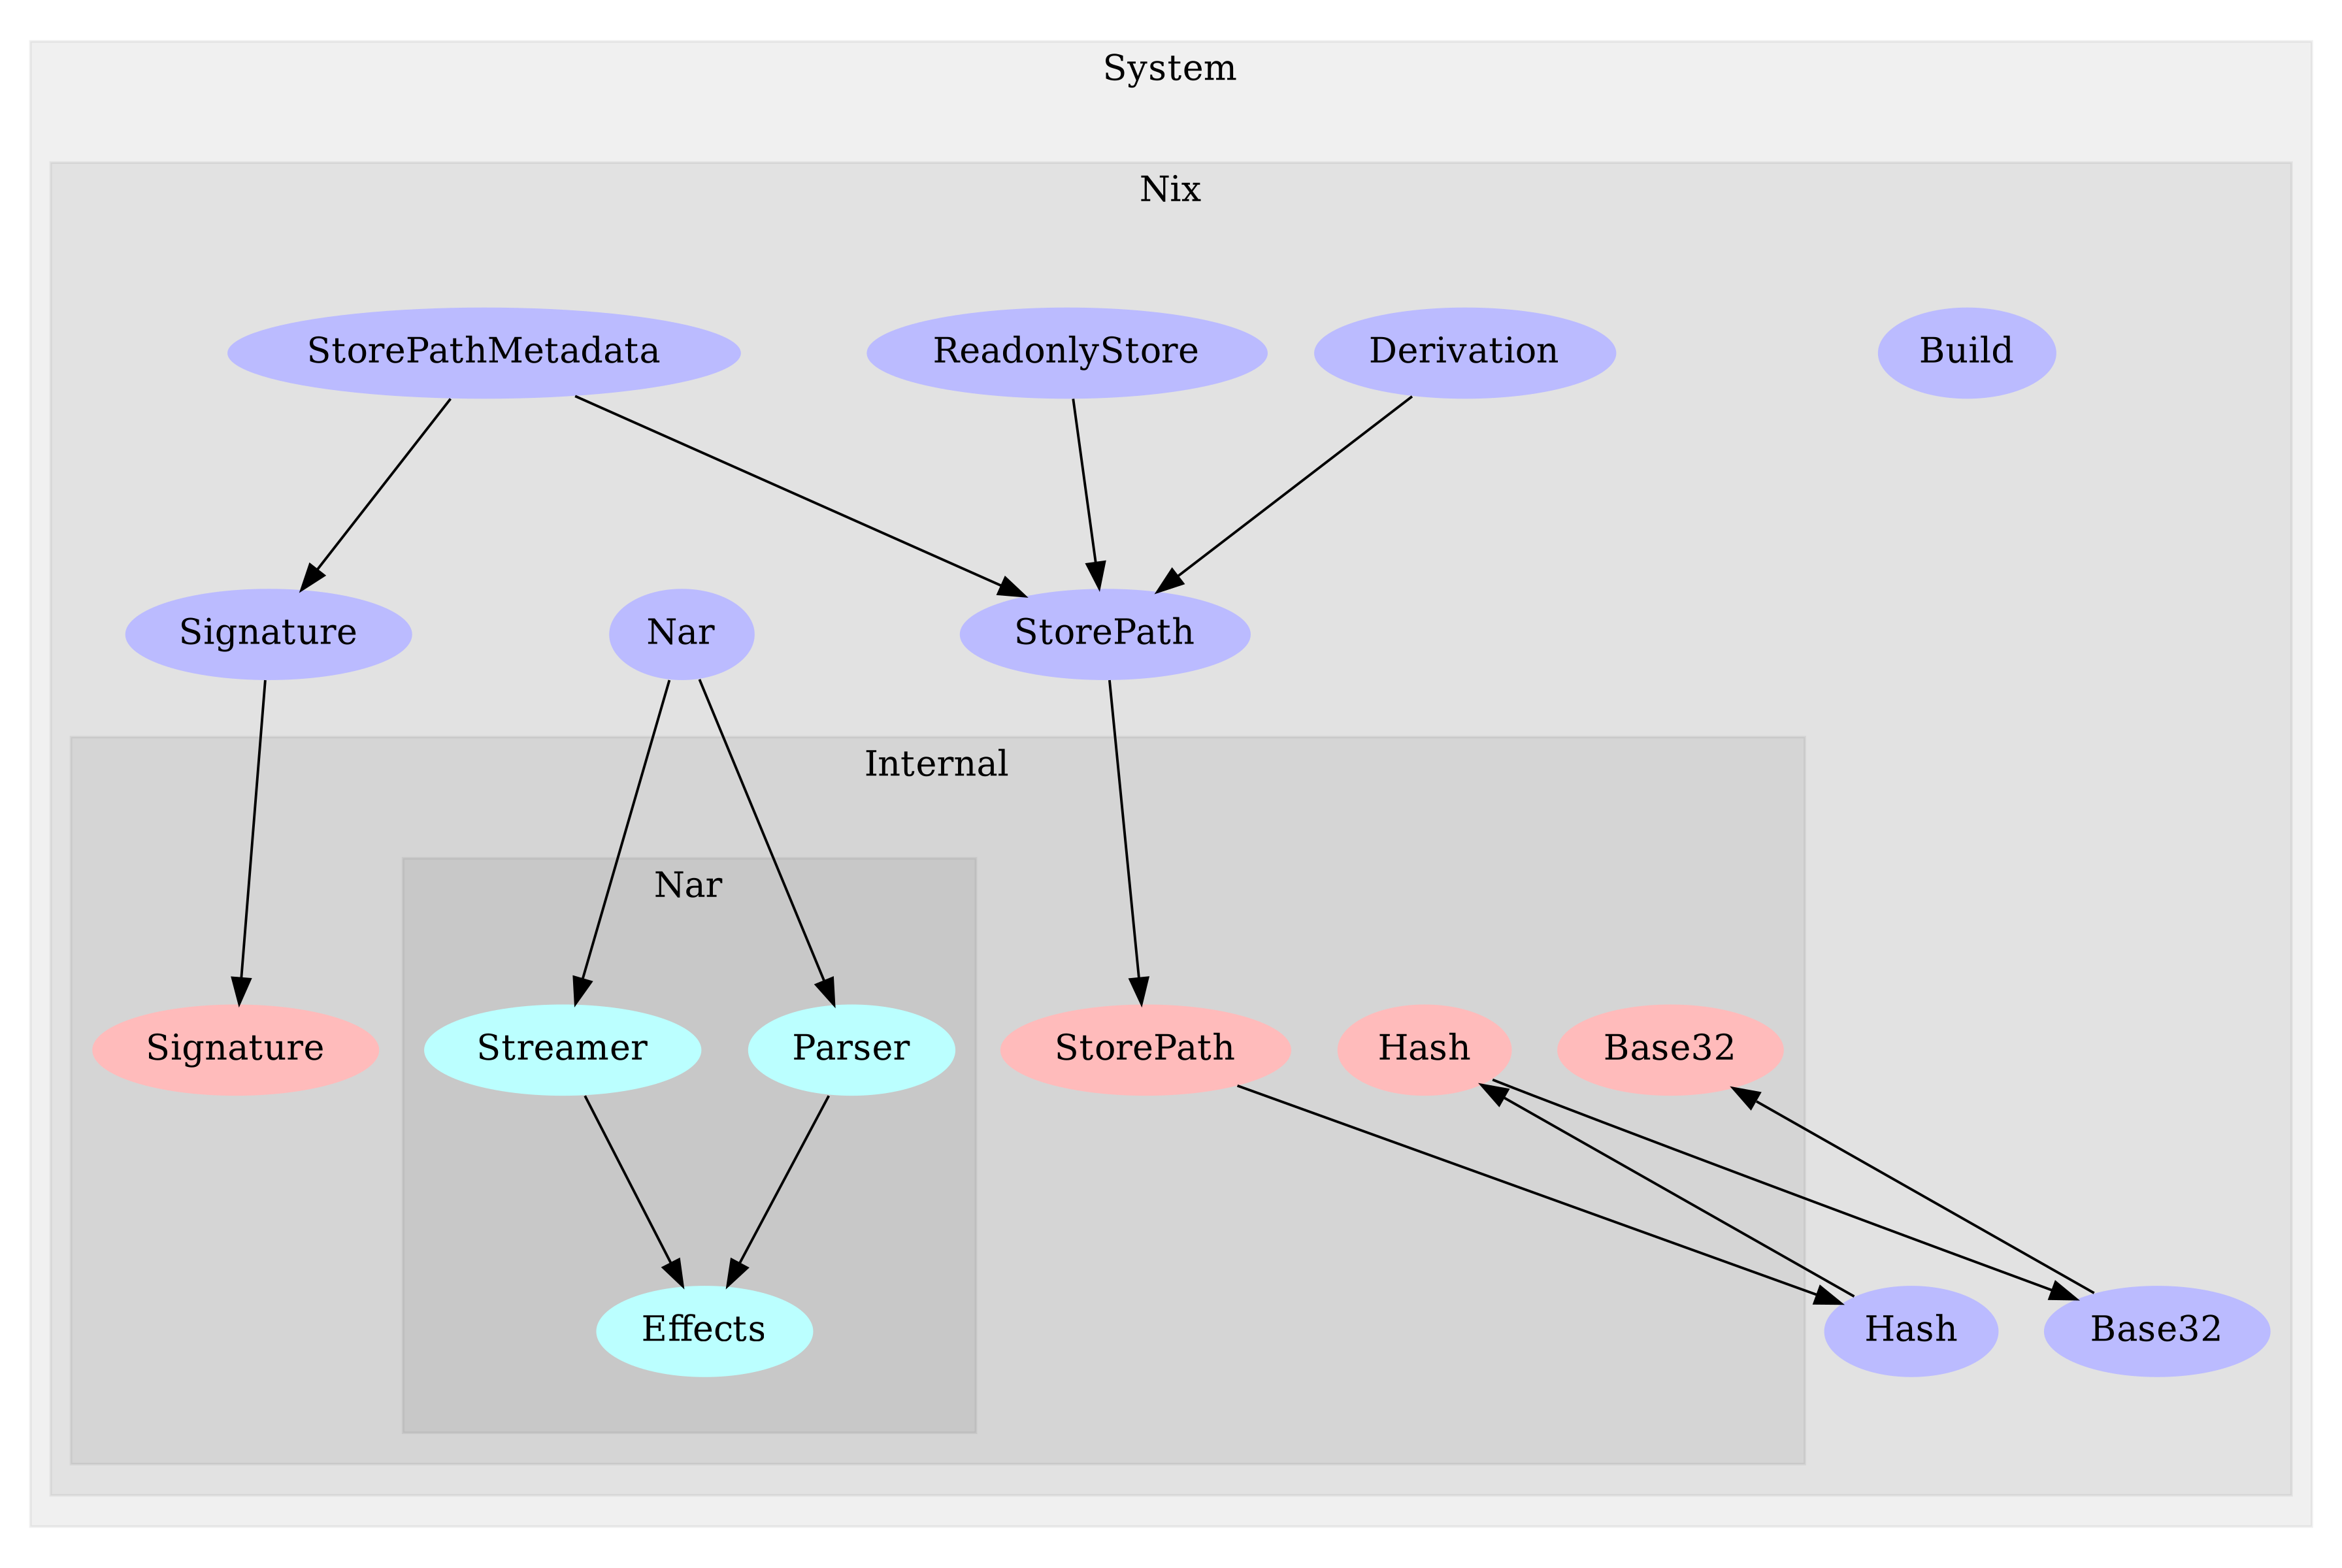 System
Nix
StorePathMetadata
ReadonlyStore
Derivation
Build
Signature
Nar
StorePath
Internal
Nar
Signature
Streamer
Parser
StorePath
Hash
Base32
Effects
Hash
Base32